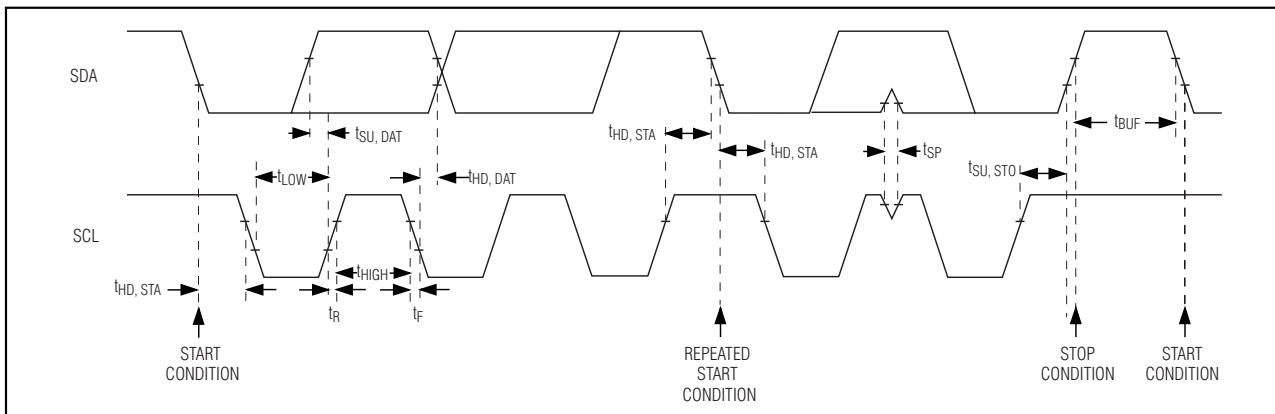 SDA
tSU, DAT
tHD, STA
tBUF
tHD, STA
tSP
tLOW
tHD, DAT
tSU, STO
SCL
tHIGH
tHD, STA
tR
tF
START
CONDITION
REPEATED
START
CONDITION
STOP
CONDITION
START
CONDITION